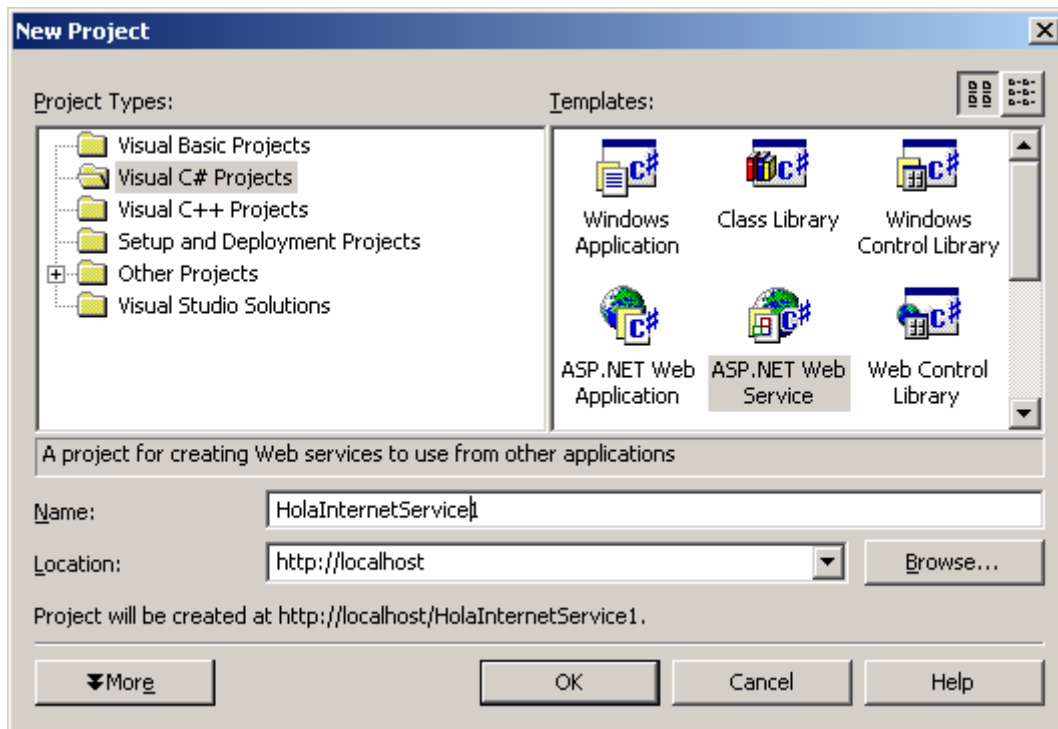 New Project
Project Types:
Templates:
Visual Basic Projects
Visual C# Projects
Visual C++ Projects
Setup and Deployment Projects
Other Projects
Visual Studio Solutions
C# C# C#
Windows Application
Class Library
Windows Control Library
C# C# C#
ASP.NET Web Application
ASP.NET Web Service
Web Control Library
A project for creating Web services to use from other applications
Name:
HolaInternetService1
Location:
http://localhost
Browse...
Project will be created at http://localhost/HolaInternetService1.
More
OK
Cancel
Help